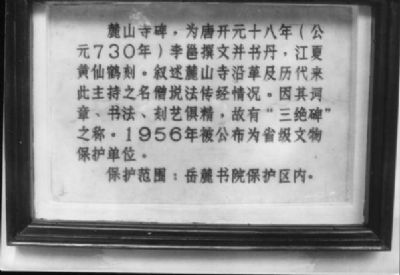 麓山寺碑，为唐开元十八年（公
元730年）李邕撰文并书丹，江夏
黄仙鹤刻。叙述麓山寺沿革及历代来
此主持之名僧说法传经情况。因其词
章、书法、刻艺俱精，故有“三绝碑”
之称。1956年被公布为省级文物
保护单位。
保护范围：岳麓书院保护区内。